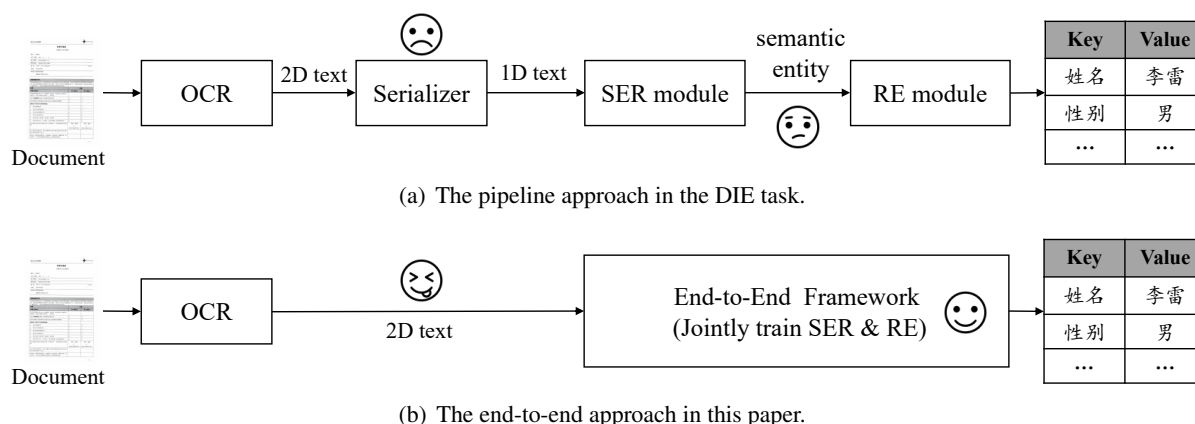 2D text
1D text
semantic
entity
OCR
Serializer
SER module
RE module
Key Value
姓名 李雷
性别 男
... ...
Document
(a) The pipeline approach in the DIE task.
OCR
2D text
End-to-End Framework
(Jointly train SER & RE)
Key Value
姓名 李雷
性别 男
... ...
Document
(b) The end-to-end approach in this paper.